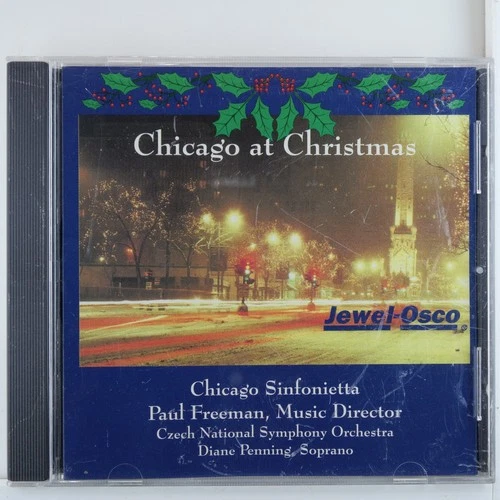 Chicago at Christmas
Jewel-Osco
Chicago Sinfonietta
Paul Freeman, Music Director
Czech National Symphony Orchestra
Diane Penning, Soprano